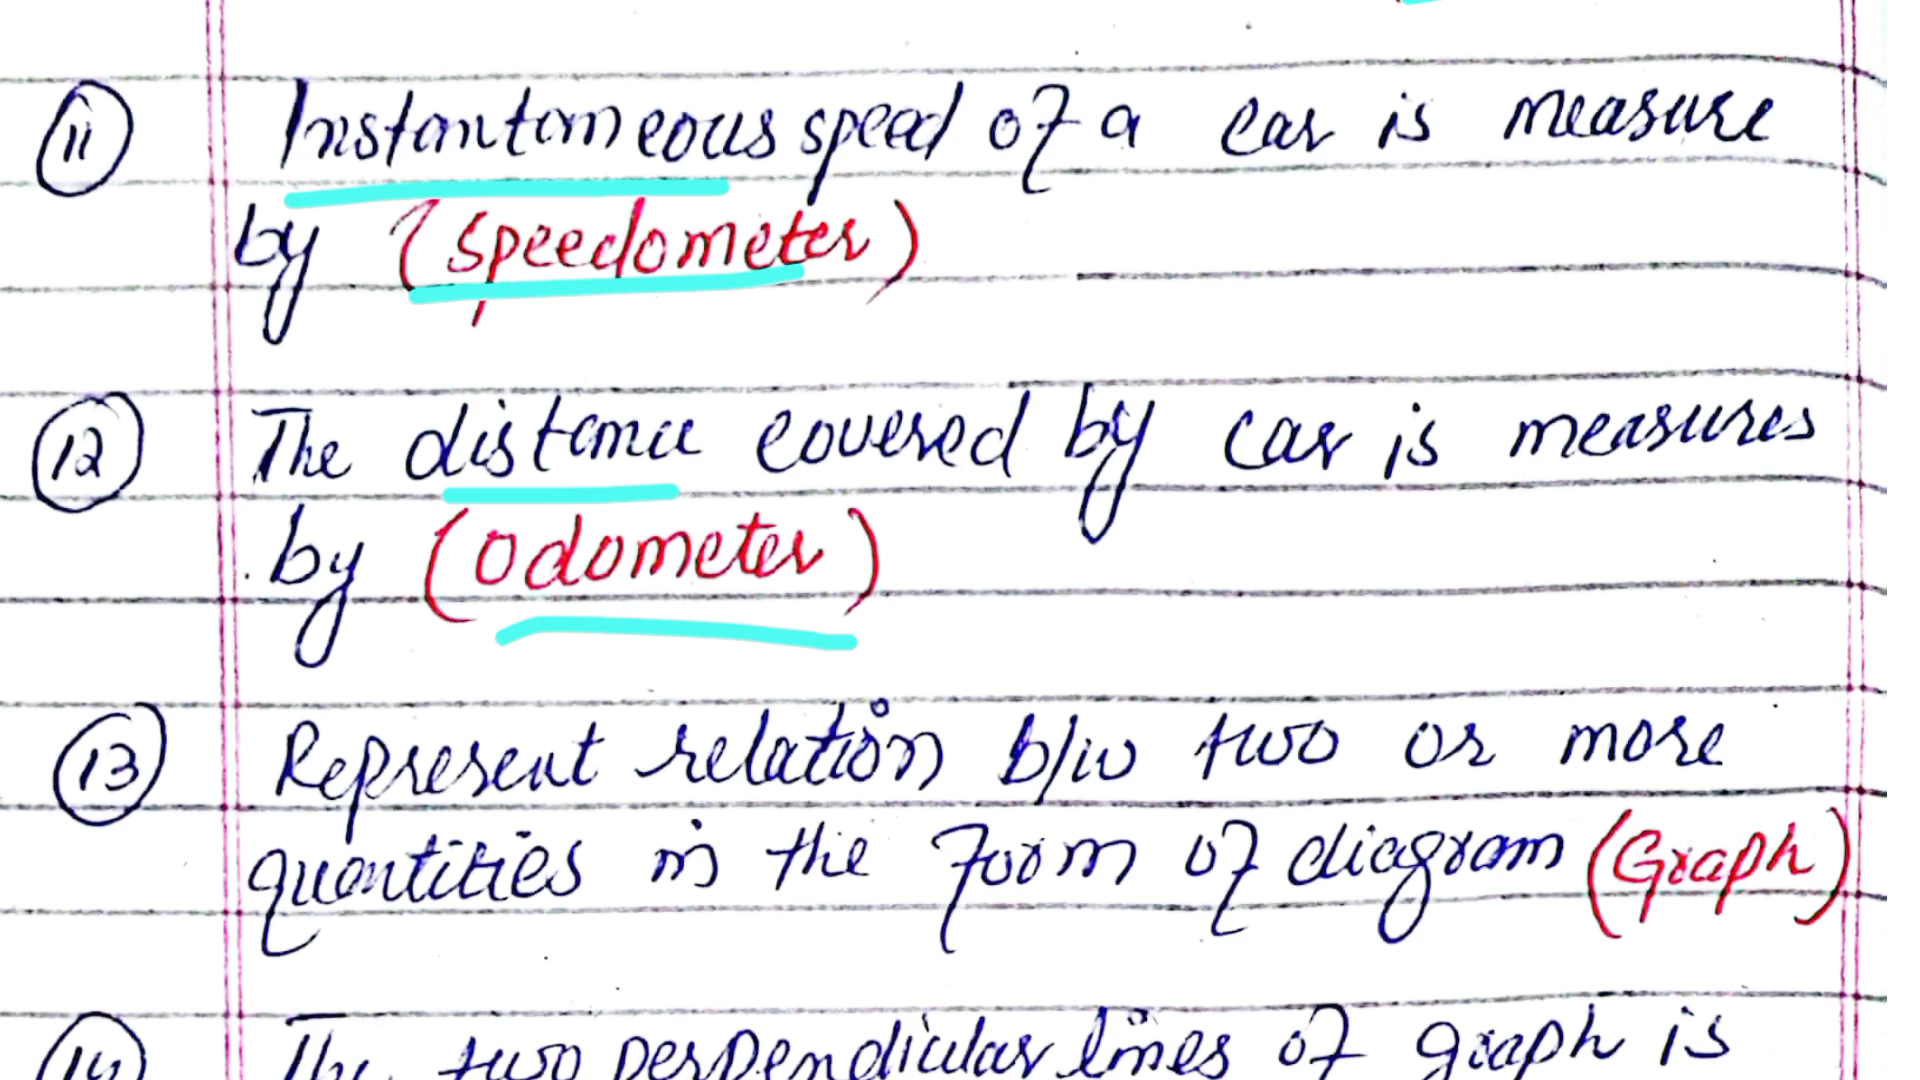 11 Instantaneous speed of a car is measure
by (speedometer)
12 The distance covered by car is measures
by (odometer)
13 Represent relation b/w two or more
quantities in the form of diagram (Graph)
14 The two perpendicular lines of graph is